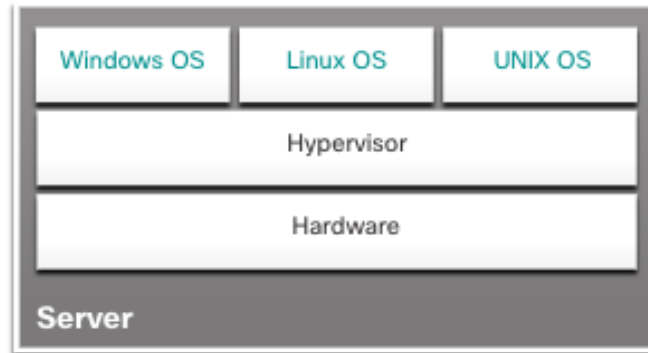 Windows OS Linux OS UNIX OS
Hypervisor
Hardware
Server